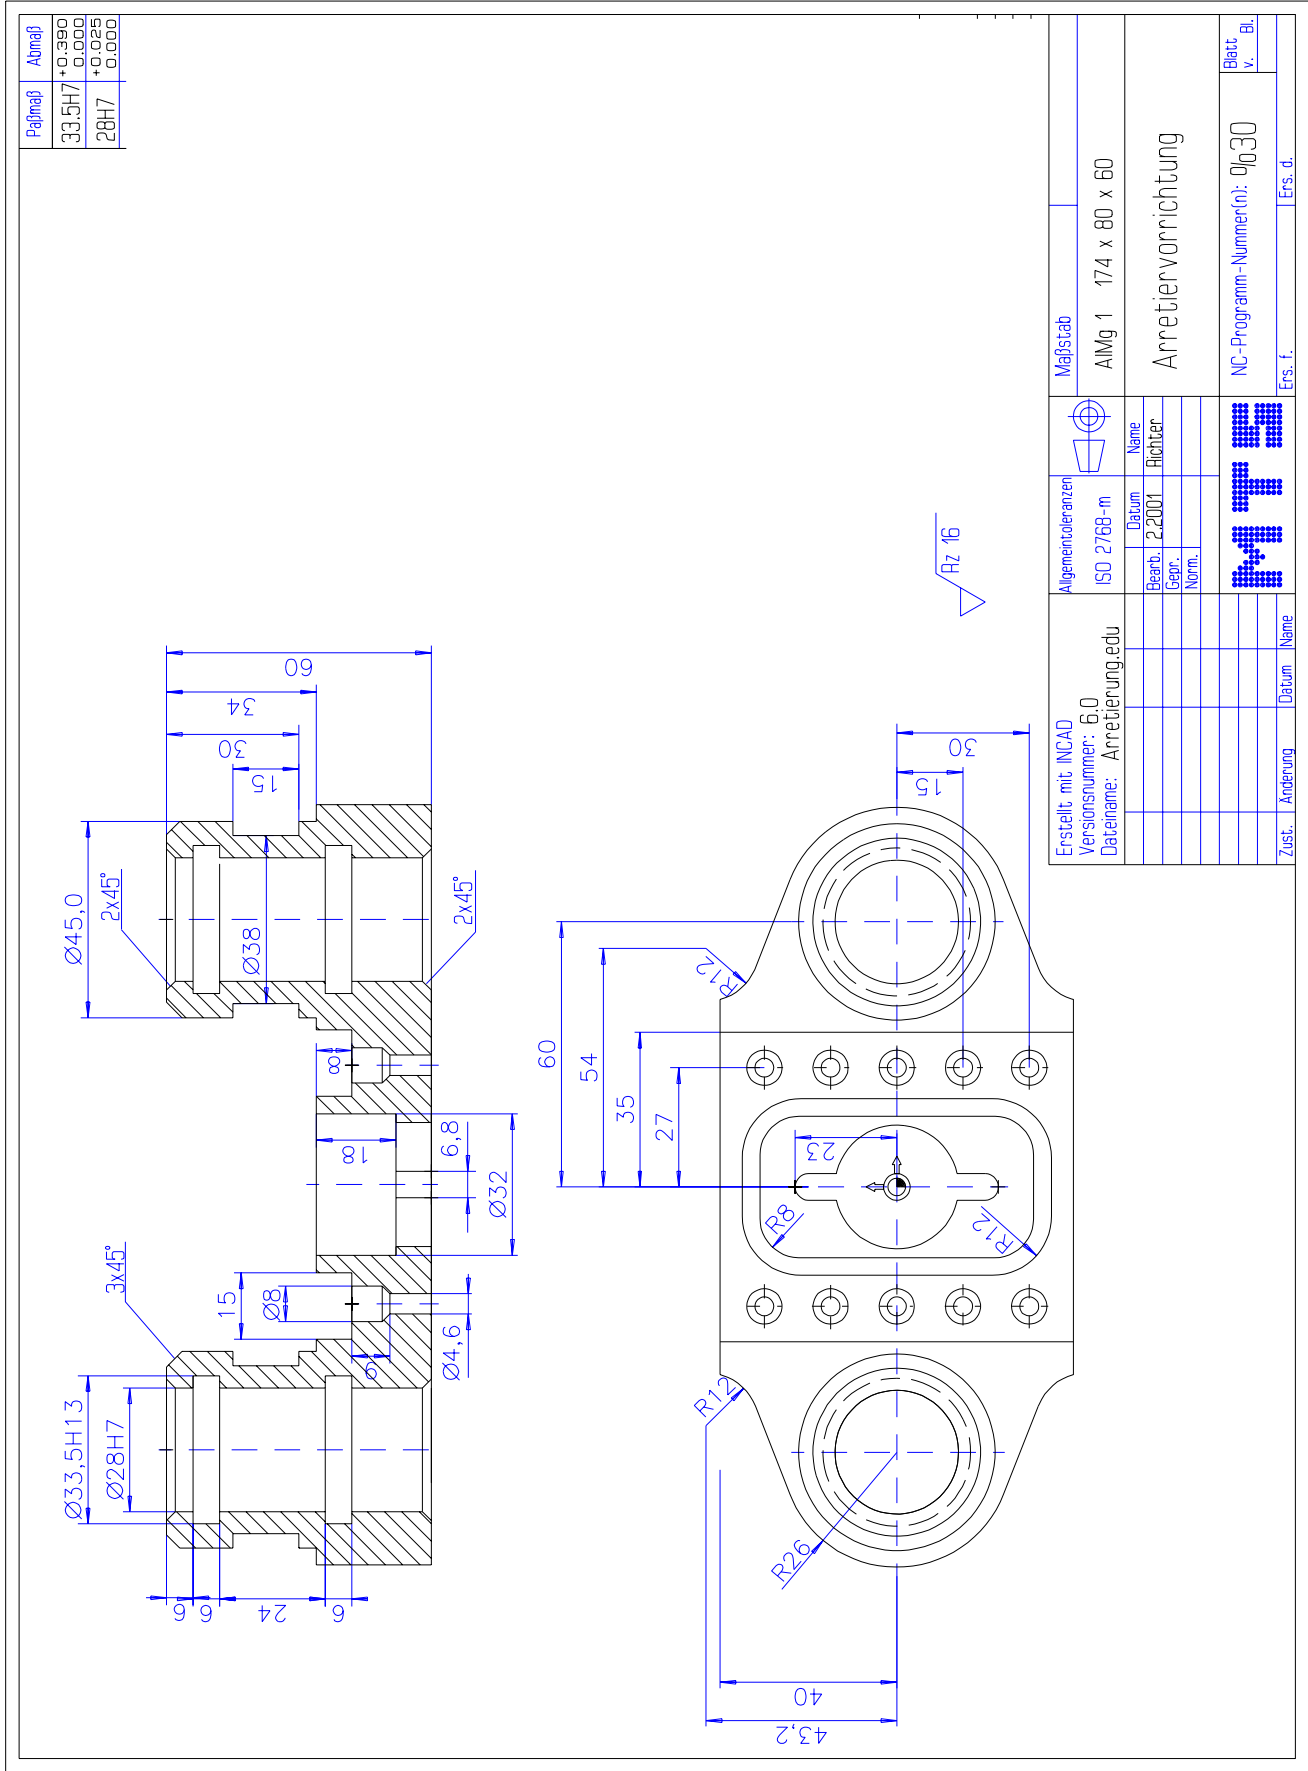 Paßmaß Abmaß
33.5H7 +0.390 0.000
28H7 +0.025 0.000
60
34
30
15
Ø45,0
2x45°
Ø38
2x45°
8
18
6,8
Ø32
3x45°
15
Ø8
9
Ø4,6
Ø33,5H13
Ø28H7
6
6
24
6
30
15
R12
60
54
35
27
23
R8
R12
R12
R26
40
43,2
Rz 16
Erstellt mit INCAD
Versionsnummer: 6.0
Dateiname: Arretierung.edu
Zust. Änderung Datum Name
Allgemeintoleranzen
ISO 2768-m
Datum Name
Bearb. 2.2001 Richter
Gepr.
Norm.
MTS
Maßstab
AlMg 1 174 x 80 x 60
Arretiervorrichtung
NC-Programm-Nummer(n): %30
Blatt
v. Bl.
Ers. f. Ers. d.